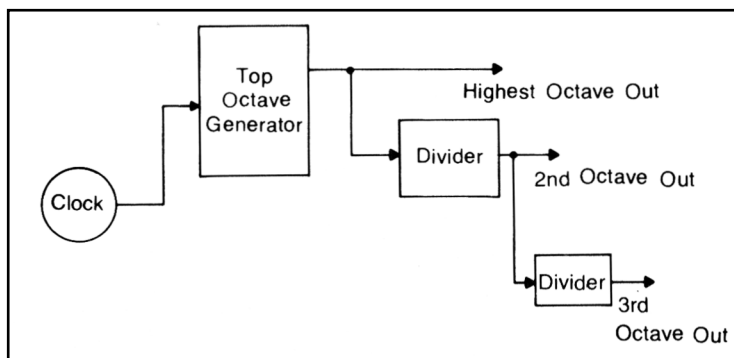 Top
Octave
Generator
Highest Octave Out
Divider
2nd Octave Out
Clock
Divider
3rd
Octave Out